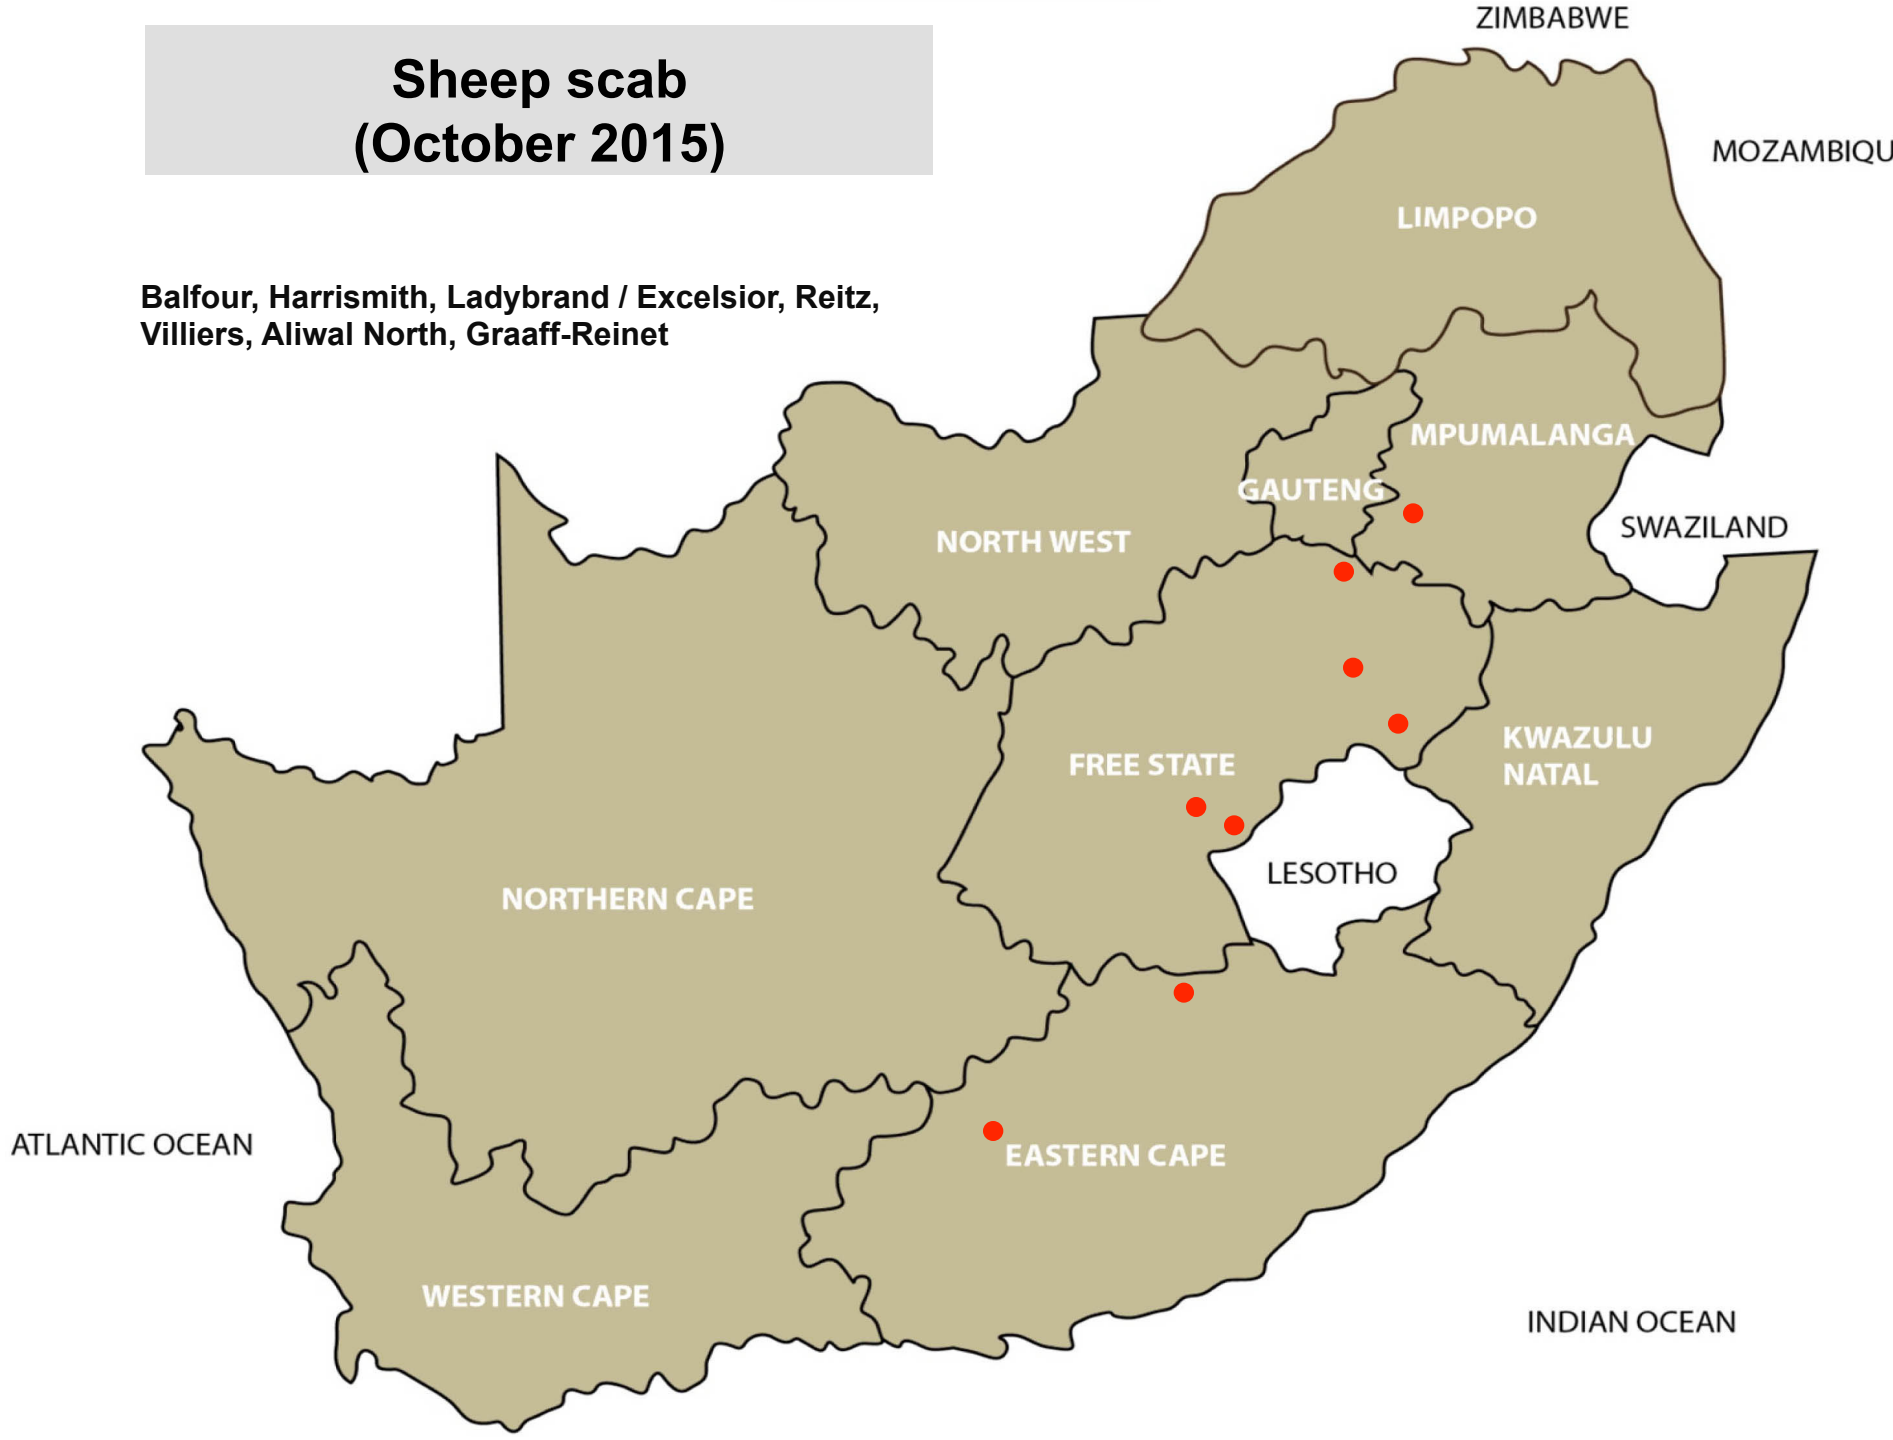 ZIMBABWE
Sheep scab
(October 2015)
MOZAMBIQU
LIMPOPO
Balfour, Harrismith, Ladybrand / Excelsior, Reitz,
Villiers, Aliwal North, Graaff-Reinet
MPUMALANGA
GAUTENG
SWAZILAND
NORTH WEST
KWAZULU
NATAL
FREE STATE
LESOTHO
NORTHERN CAPE
ATLANTIC OCEAN
EASTERN CAPE
WESTERN CAPE
INDIAN OCEAN